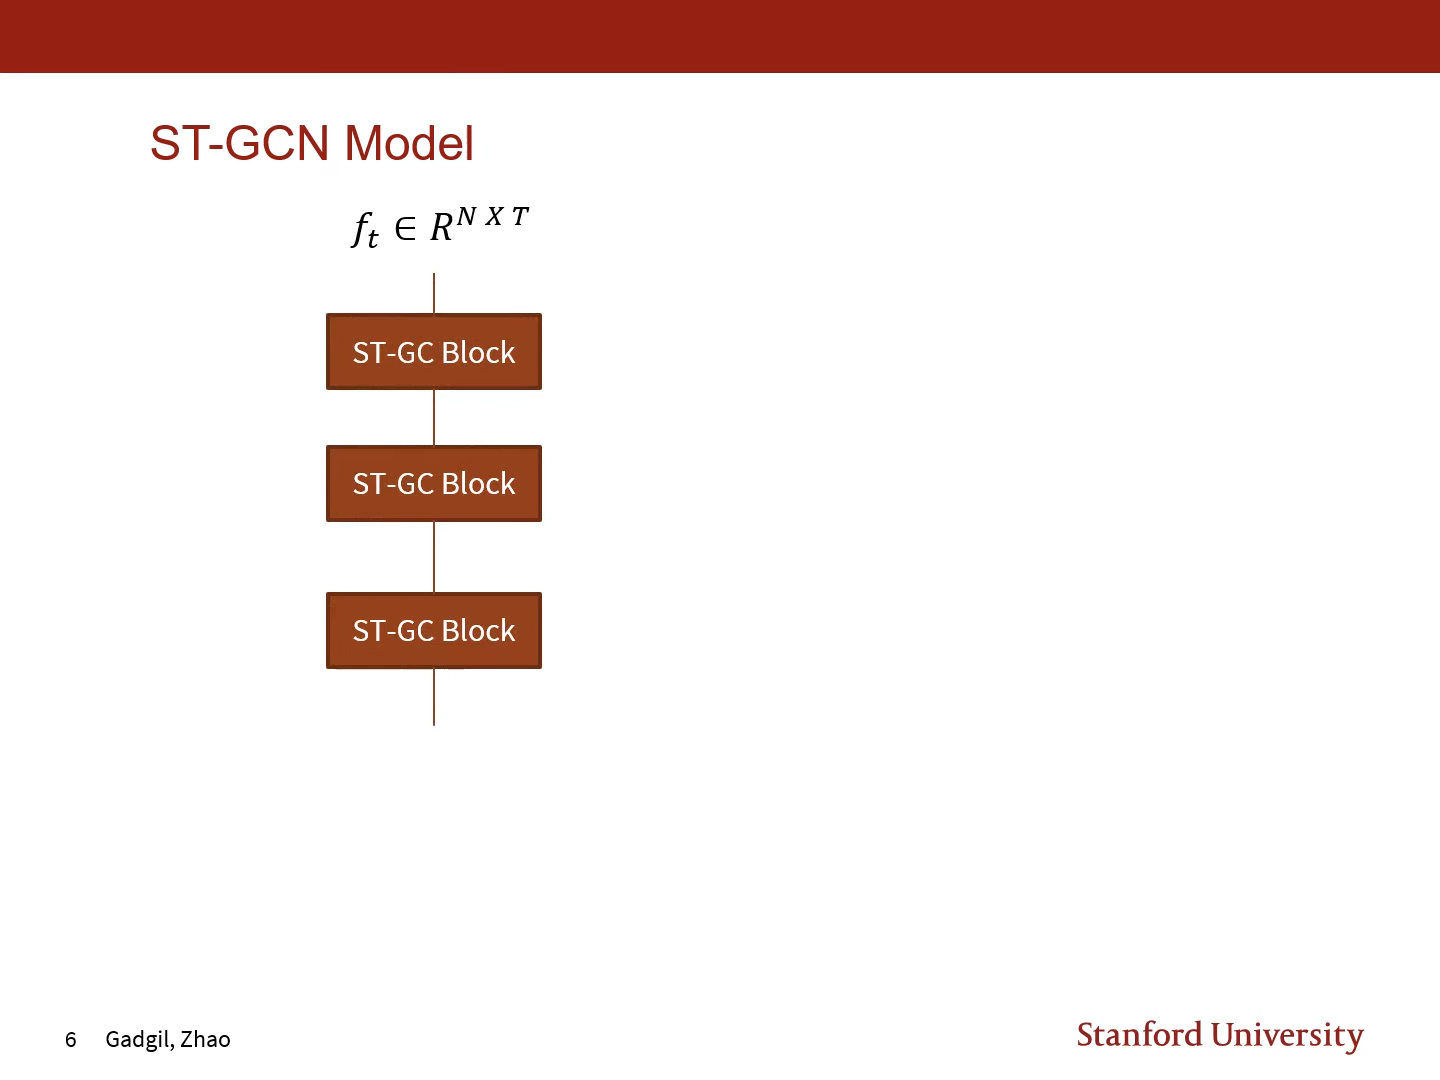 ST-GCN Model
f_t ∈ R^{N X T}
ST-GC Block
ST-GC Block
ST-GC Block
6 Gadgil, Zhao
Stanford University